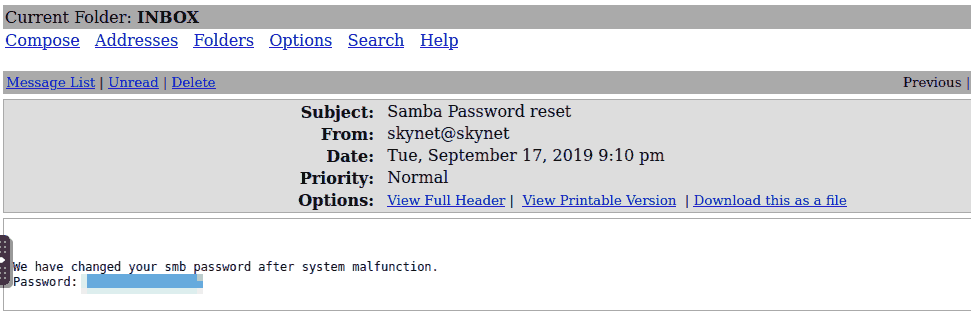 Current Folder: INBOX
Compose Addresses Folders Options Search Help
Message List | Unread | Delete Previous |
Subject: Samba Password reset
From: skynet@skynet
Date: Tue, September 17, 2019 9:10 pm
Priority: Normal
Options: View Full Header | View Printable Version | Download this as a file
We have changed your smb password after system malfunction.
Password: